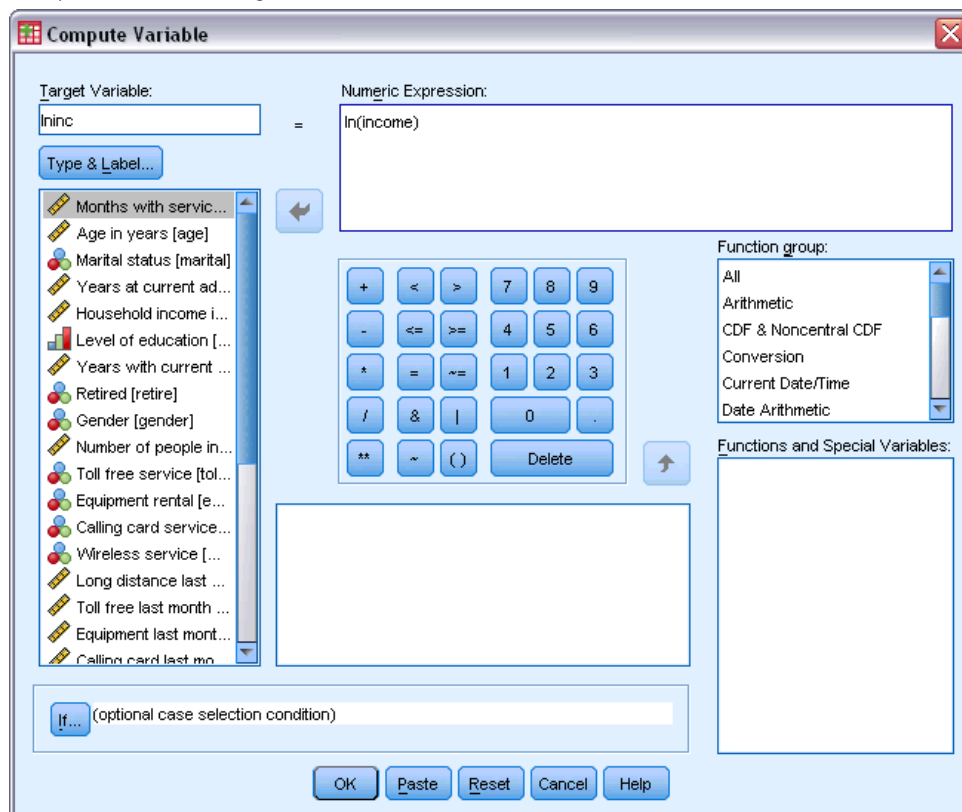 Compute Variable
Target Variable:
lninc
=
Numeric Expression:
ln(income)
Type & Label...
Months with servic...
Age in years [age]
Marital status [marital]
Years at current ad...
Household income i...
Level of education [...
Years with current ...
Retired [retire]
Gender [gender]
Number of people in...
Toll free service [tol...
Equipment rental [e...
Calling card service...
Wireless service [...
Long distance last ...
Toll free last month ...
Equipment last mont...
Calling card last mo...
+ < > 7 8 9
- <= >= 4 5 6
* = ~= 1 2 3
/ & | 0 .
** ~ ( ) Delete
Function group:
All
Arithmetic
CDF & Noncentral CDF
Conversion
Current Date/Time
Date Arithmetic
Functions and Special Variables:
If... (optional case selection condition)
OK Paste Reset Cancel Help